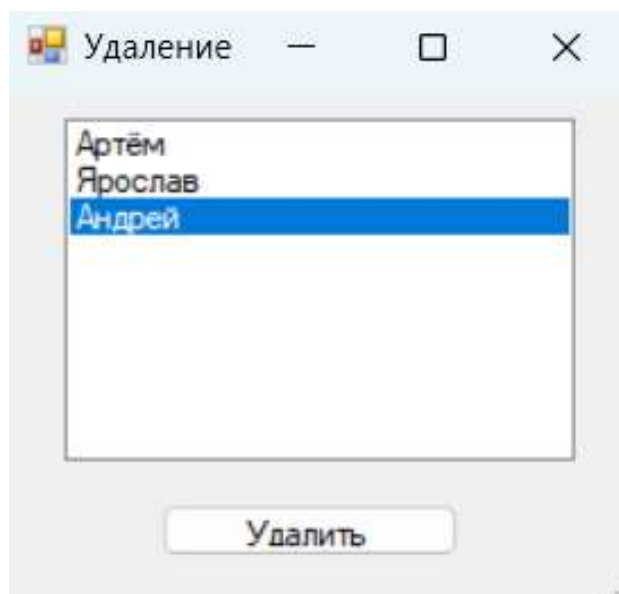 Удаление
Артём
Ярослав
Андрей
Удалить